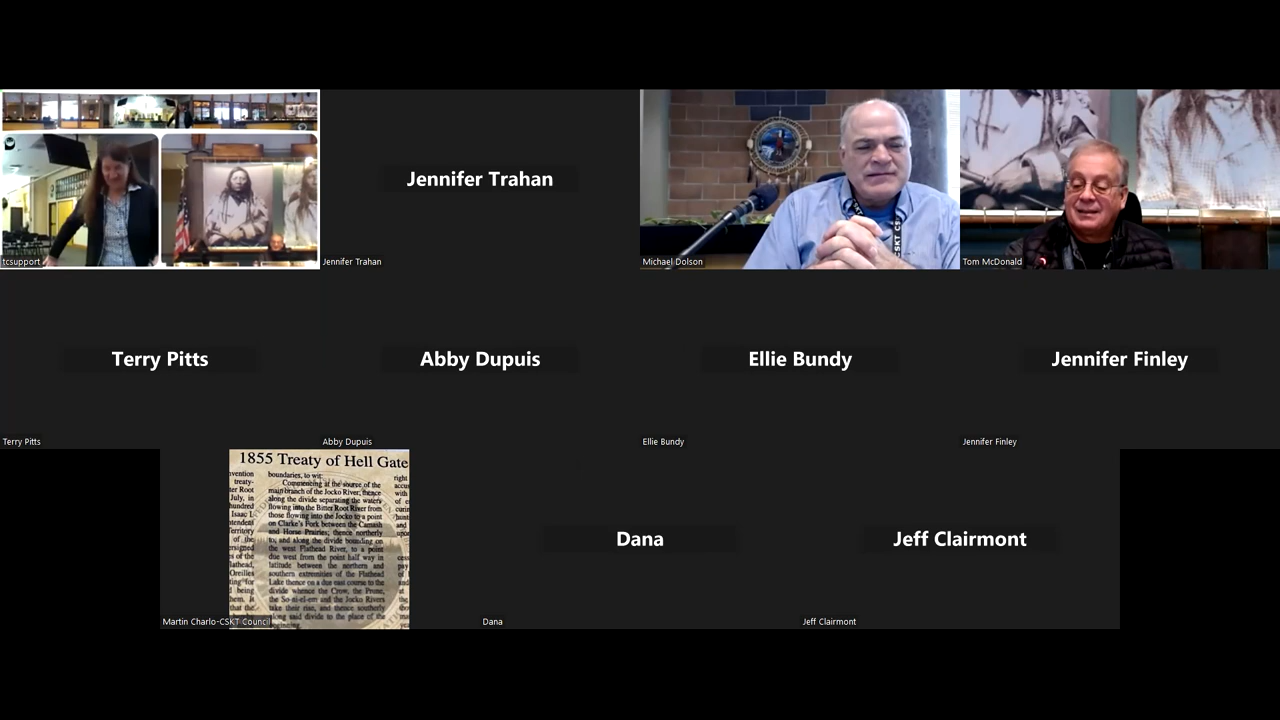 tcsupport
Jennifer Trahan
Jennifer Trahan
Michael Dolson
CSKT C
Tom McDonald
Terry Pitts
Terry Pitts
Abby Dupuis
Abby Dupuis
Ellie Bundy
Ellie Bundy
Jennifer Finley
Jennifer Finley
1855 Treaty of Hell Gate
boundaries, to wit:
Commencing at the source of the
main branch of the Jocko River; thence
along the divide separating the waters
flowing into the Bitter Root River from
those flowing into the Jocko to a point
on Clarke's Fork between the Camash
and Horse Prairies; thence northerly
to, and along the divide bounding on
the west Flathead River, to a point
due west from the point half way in
latitude between the northern and
southern extremities of the Flathead
Lake thence on a due east course to the
divide whence the Crow, the Prune,
the So-ni-el-em and the Jocko Rivers
take their rise, and thence southerly
along said divide to the place of the
beginning.
Martin Charlo-CSKT Council
Dana
Dana
Jeff Clairmont
Jeff Clairmont